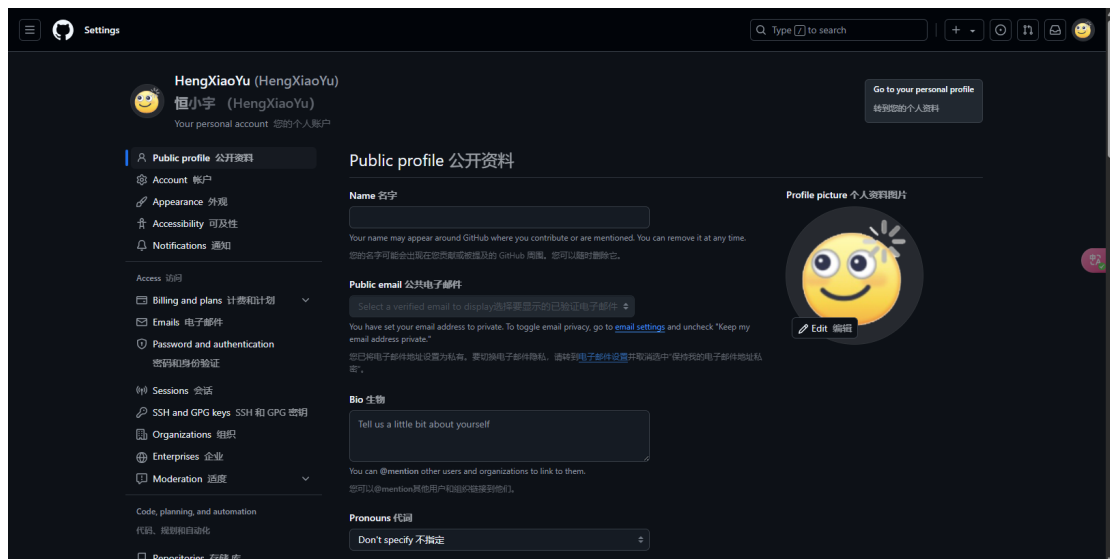 Settings
Type / to search
HengXiaoYu (HengXiaoYu)
恒小宇 (HengXiaoYu)
Your personal account 您的个人账户
Go to your personal profile
转到您的个人资料
Public profile 公开资料
Account 帐户
Appearance 外观
Accessibility 可及性
Notifications 通知
Access 访问
Billing and plans 计费和计划
Emails 电子邮件
Password and authentication
密码和身份验证
Sessions 会话
SSH and GPG keys SSH 和 GPG 密钥
Organizations 组织
Enterprises 企业
Moderation 适度
Code, planning, and automation
代码、规划和自动化
Repositories 存储库
Public profile 公开资料
Name 名字
Your name may appear around GitHub where you contribute or are mentioned. You can remove it at any time.
您的名字可能会出现在您贡献或被提及的 GitHub 周围。您可以随时删除它。
Public email 公共电子邮件
Select a verified email to display选择要显示的已验证电子邮件
You have set your email address to private. To toggle email privacy, go to email settings and uncheck "Keep my
email address private."
您已将电子邮件地址设置为私有。要切换电子邮件隐私，请转到电子邮件设置并取消选中"保持我的电子邮件地址私
密"。
Bio 生物
Tell us a little bit about yourself
You can @mention other users and organizations to link to them.
您可以@mention其他用户和组织链接到他们。
Pronouns 代词
Don't specify 不指定
Profile picture 个人资料图片
Edit 编辑